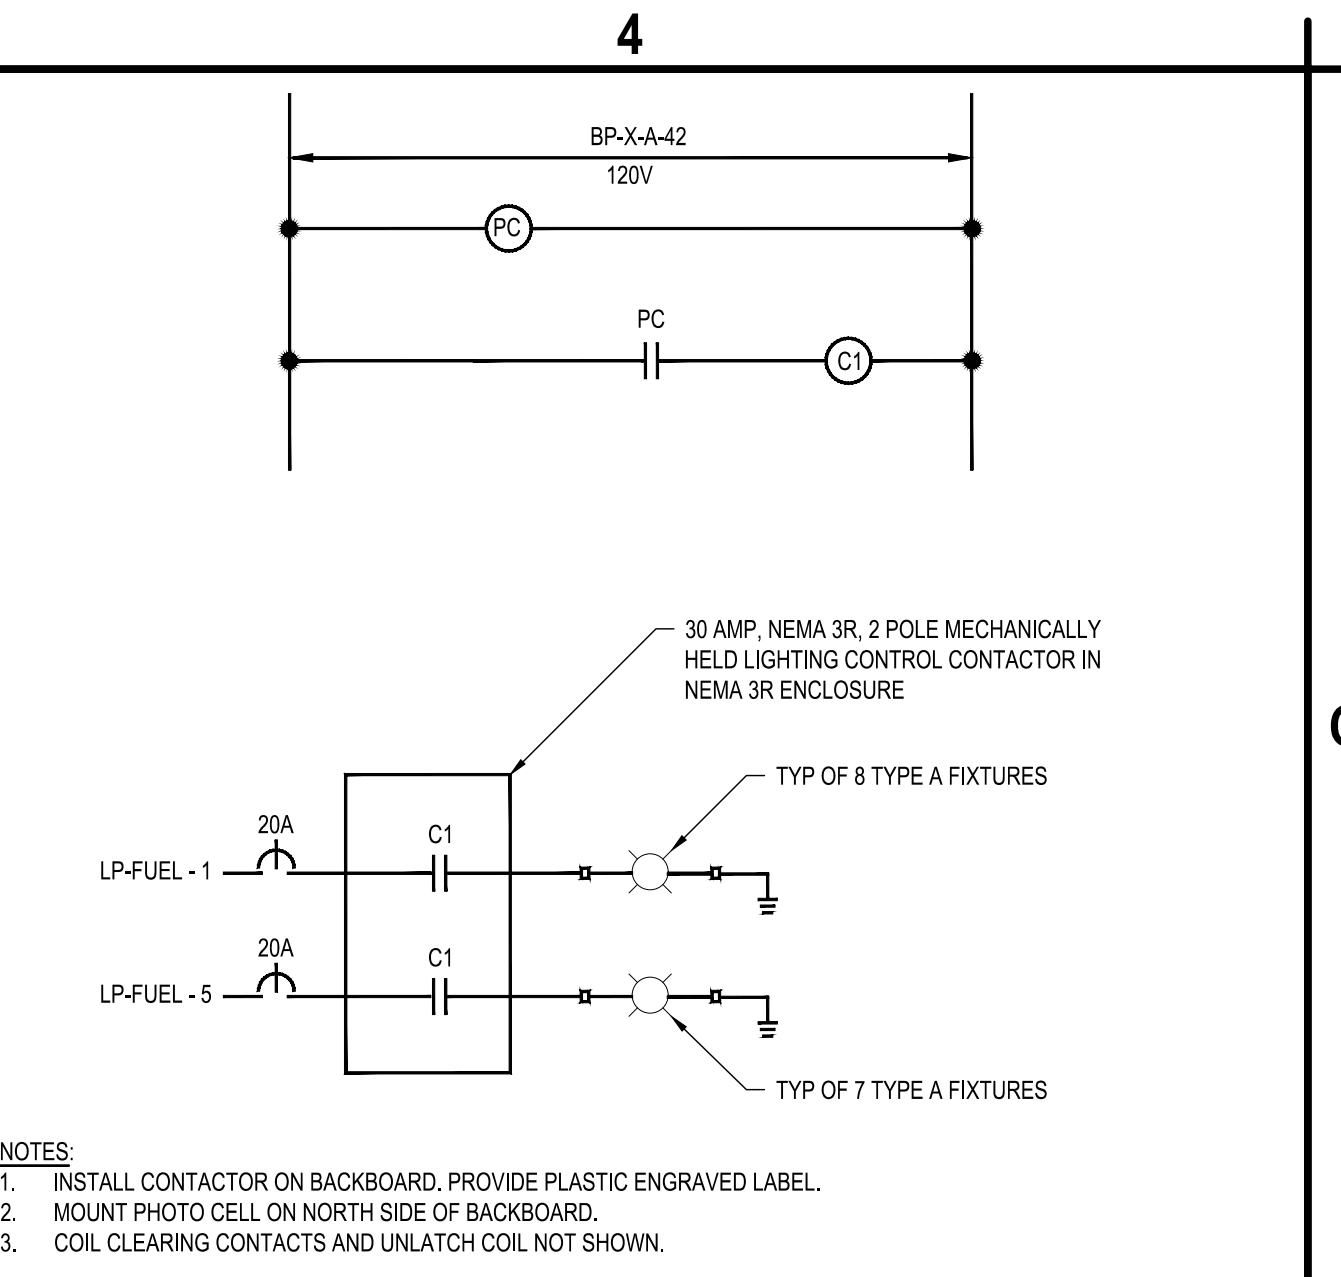 4
BP-X-A-42
120V
PC
PC
C1
30 AMP, NEMA 3R, 2 POLE MECHANICALLY
HELD LIGHTING CONTROL CONTACTOR IN
NEMA 3R ENCLOSURE
TYP OF 8 TYPE A FIXTURES
20A
C1
LP-FUEL - 1
20A
C1
LP-FUEL - 5
TYP OF 7 TYPE A FIXTURES
NOTES:
1. INSTALL CONTACTOR ON BACKBOARD. PROVIDE PLASTIC ENGRAVED LABEL.
2. MOUNT PHOTO CELL ON NORTH SIDE OF BACKBOARD.
3. COIL CLEARING CONTACTS AND UNLATCH COIL NOT SHOWN.